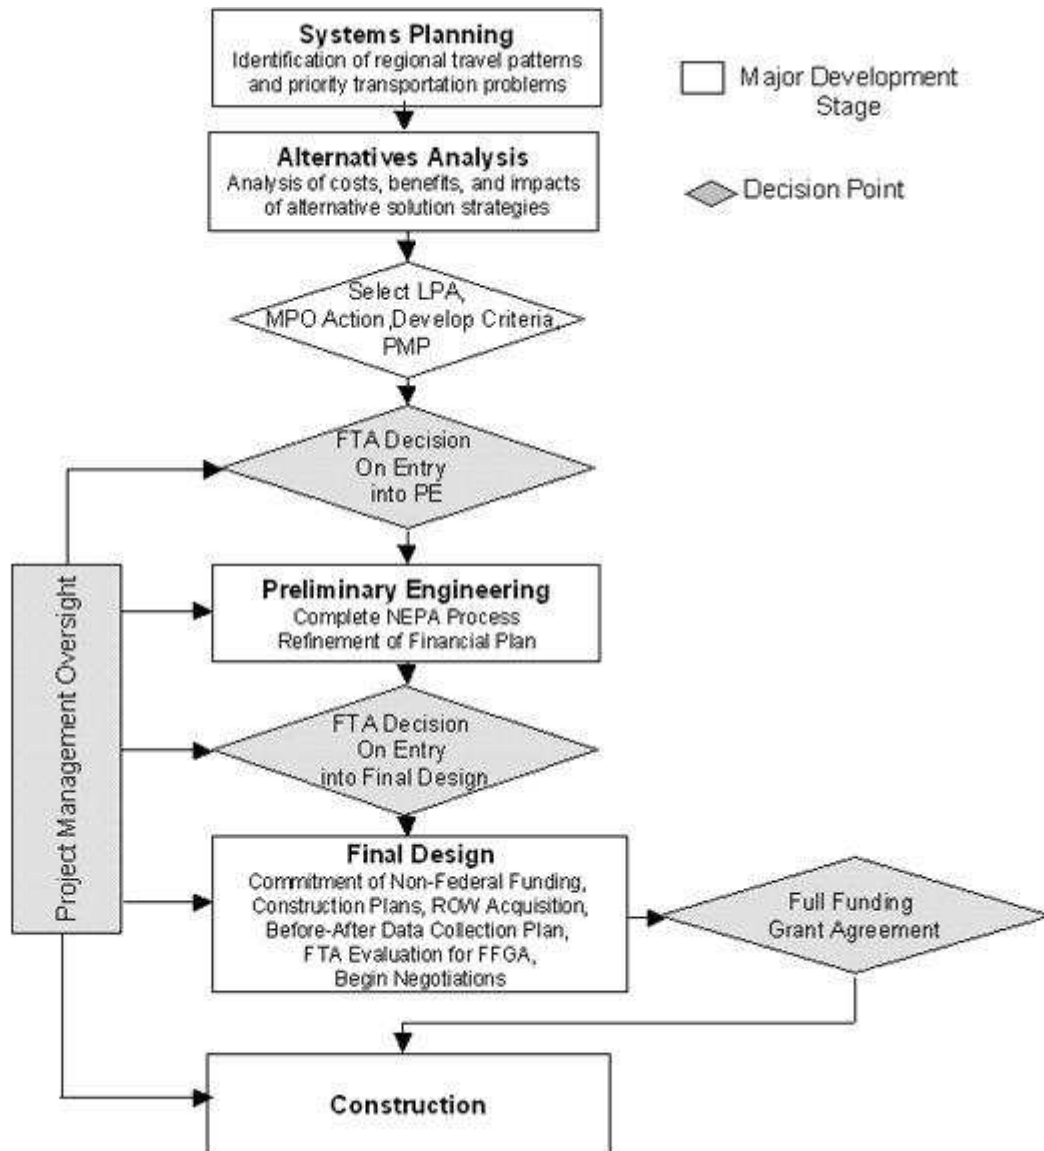 Systems Planning
Identification of regional travel patterns
and priority transportation problems
Major Development
Stage
Alternatives Analysis
Analysis of costs, benefits, and impacts
of alternative solution strategies
Decision Point
Select LPA,
MPO Action ,Develop Criteria,
PMP
FTA Decision
On Entry
into PE
Project Management Oversight
Preliminary Engineering
Complete NEPA Process
Refinement of Financial Plan
FTA Decision
On Entry
into Final Design
Final Design
Commitment of Non-Federal Funding,
Construction Plans, ROW Acquisition,
Before-After Data Collection Plan,
FTA Evaluation for FFGA,
Begin Negotiations
Full Funding
Grant Agreement
Construction